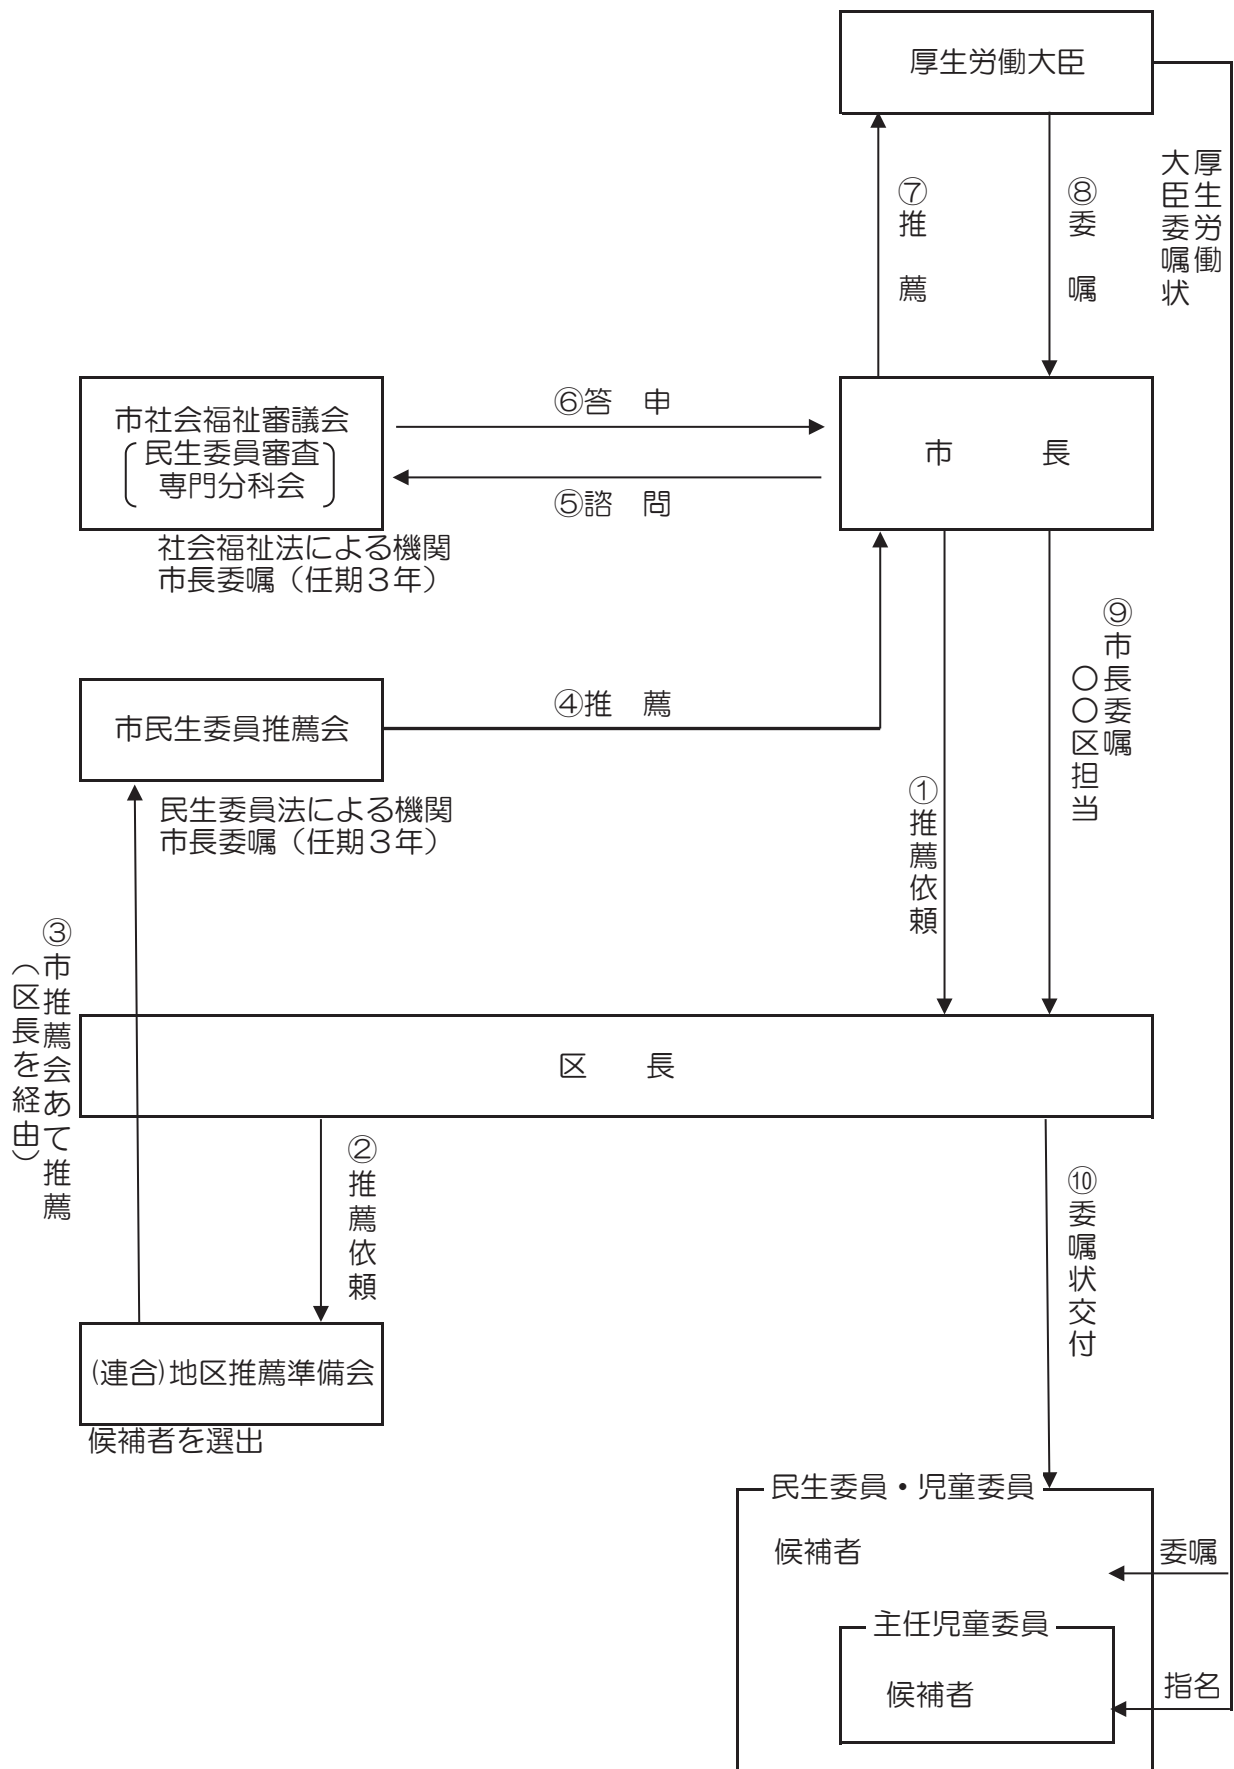 厚生労働大臣
厚生労働
大臣委嘱状
⑦推　薦
⑧委　嘱
市社会福祉審議会
民生委員審査
専門分科会
⑥答　申
⑤諮　問
市　　　長
社会福祉法による機関
市長委嘱（任期３年）
⑨市長委嘱
〇〇区担当
市民生委員推薦会
④推　薦
①推薦依頼
民生委員法による機関
市長委嘱（任期３年）
③市推薦会あて推薦
（区長を経由）
区　　長
②推薦依頼
⑩委嘱状交付
(連合)地区推薦準備会
候補者を選出
民生委員・児童委員
候補者
委嘱
主任児童委員
候補者
指名